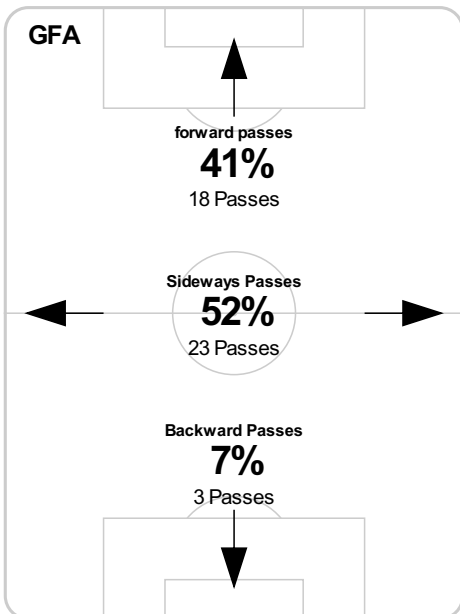 GFA
forward passes
41%
18 Passes
Sideways Passes
52%
23 Passes
Backward Passes
7%
3 Passes